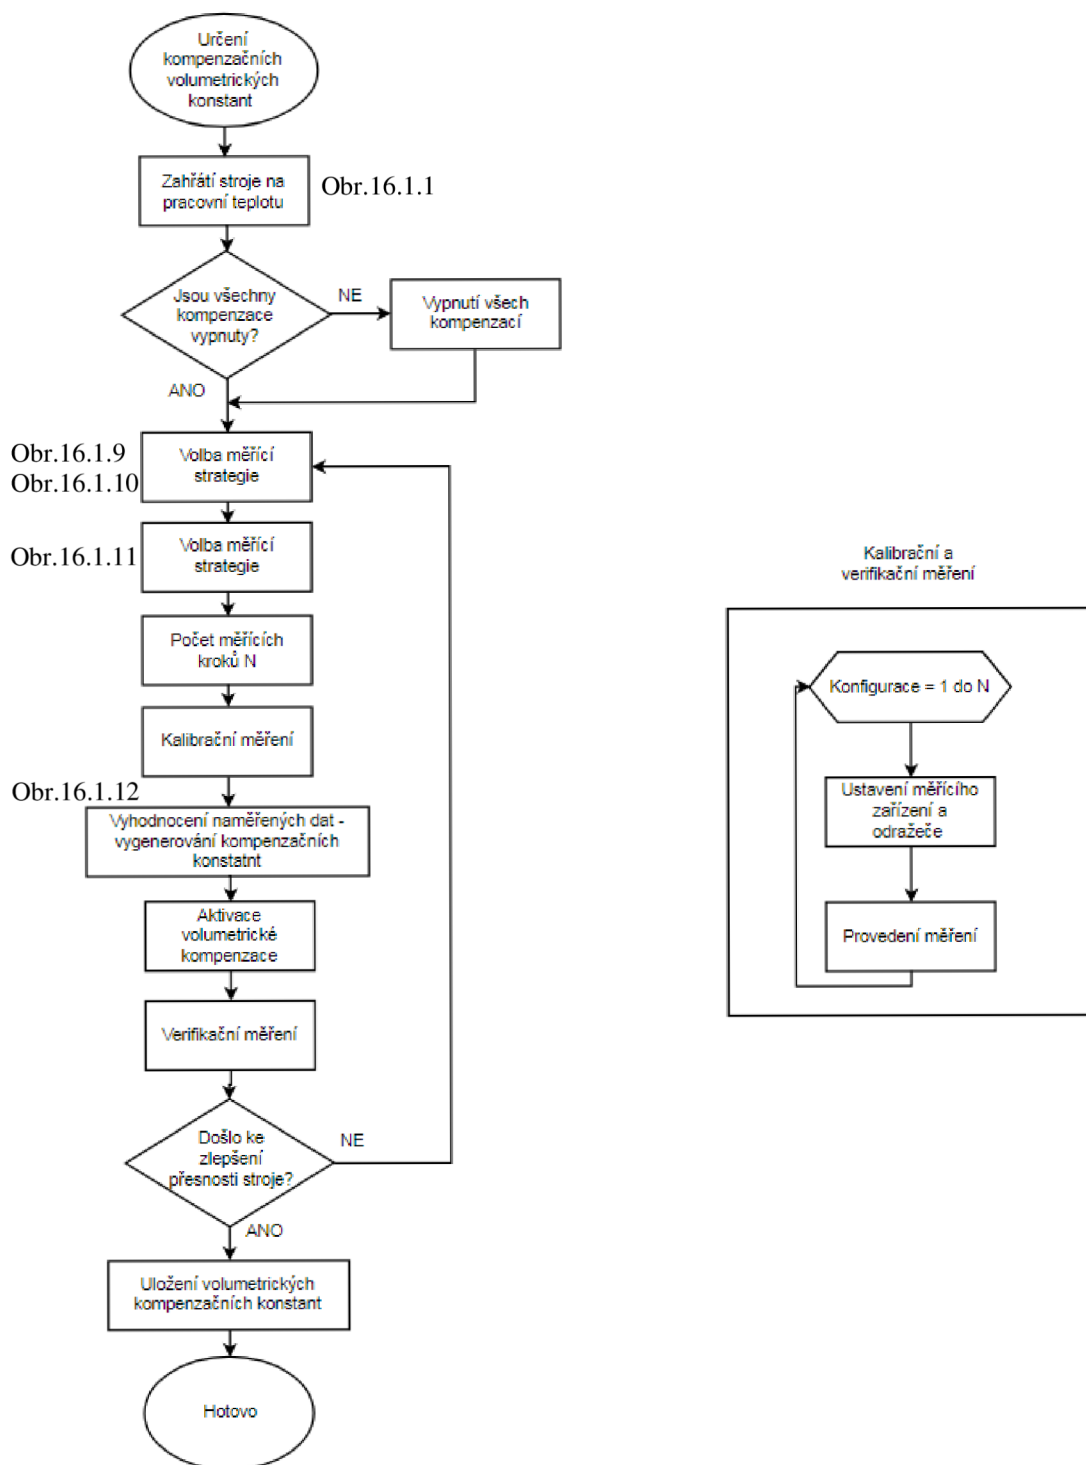 Určení
kompenzačních
volumetrických
konstant
Zahřátí stroje na
pracovní teplotu
Obr.16.1.1
Jsou všechny
kompenzace
vypnuty?
NE
Vypnutí všech
kompenzací
ANO
Obr.16.1.9
Obr.16.1.10
Volba měřící
strategie
Obr.16.1.11
Volba měřící
strategie
Počet měřících
kroků N
Kalibrační měření
Obr.16.1.12
Vyhodnocení naměřených dat -
vygenerování kompenzačních
konstatnt
Aktivace
volumetrické
kompenzace
Verifikační měření
Došlo ke
zlepšení
přesnosti stroje?
NE
ANO
Uložení volumetrických
kompenzačních konstant
Hotovo
Kalibrační a
verifikační měření
Konfigurace = 1 do N
Ustavení měřícího
zařízení a
odražeče
Provedení měření